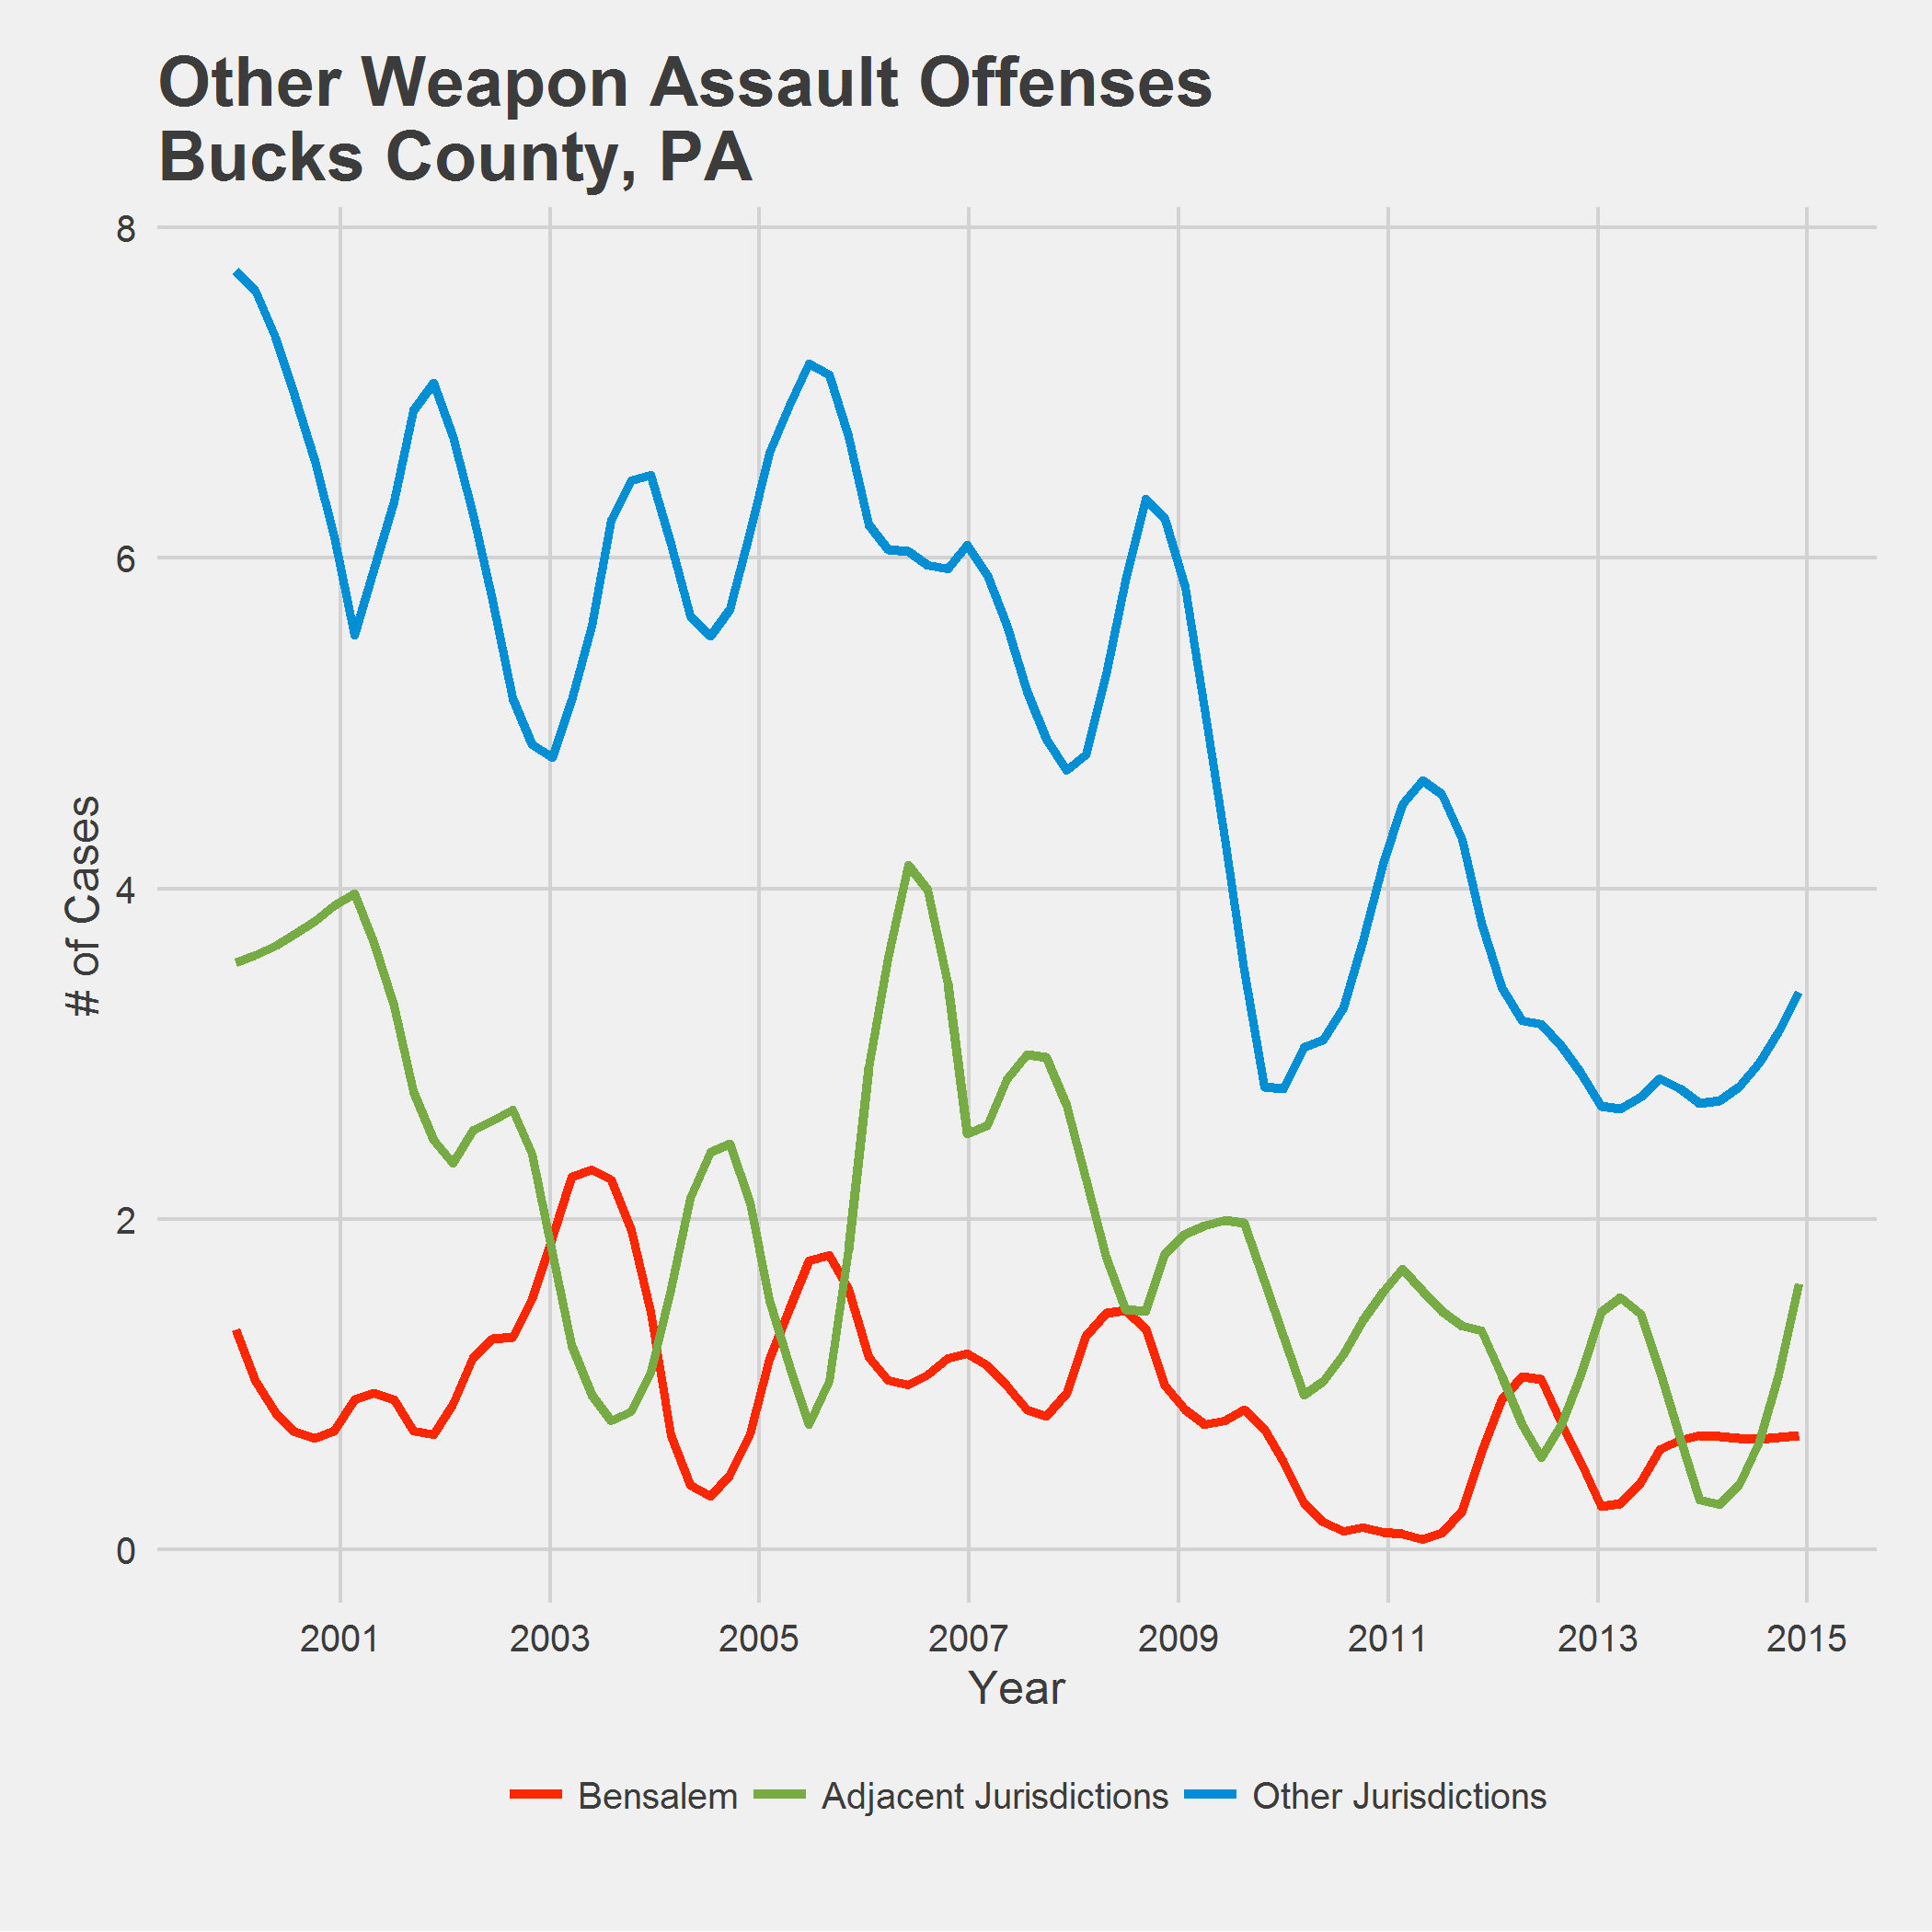 Other Weapon Assault Offenses
Bucks County, PA
8
6
4
2
0
# of Cases
2001 2003 2005 2007 2009 2011 2013 2015
Year
Bensalem Adjacent Jurisdictions Other Jurisdictions